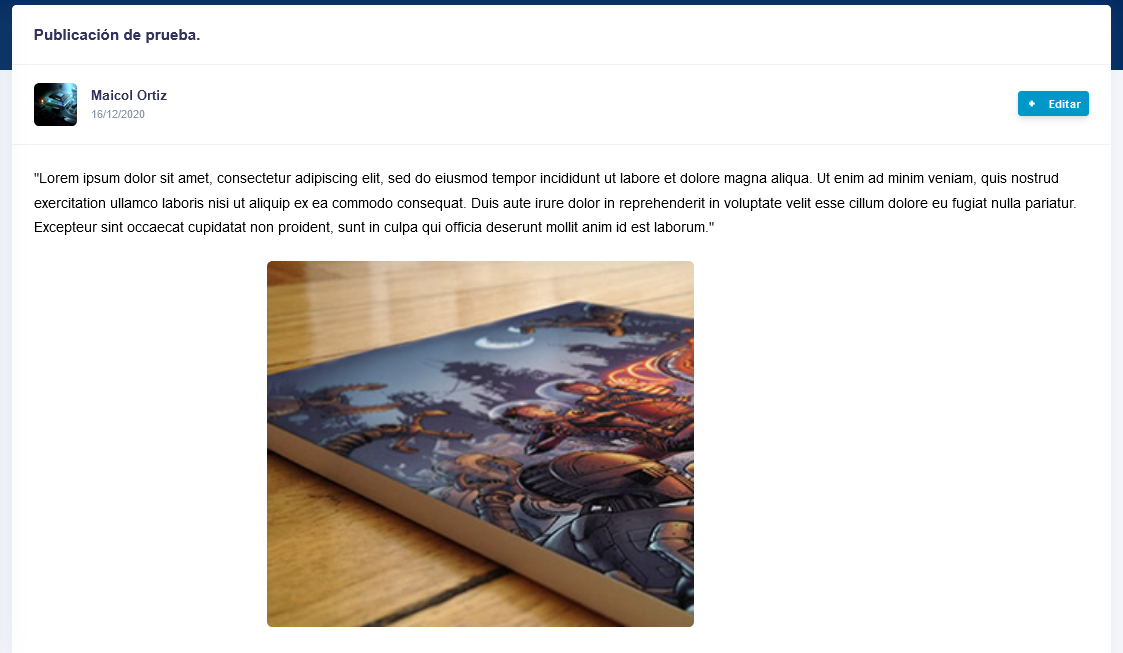 Publicación de prueba.
Maicol Ortiz
16/12/2020
Editar
"Lorem ipsum dolor sit amet, consectetur adipiscing elit, sed do eiusmod tempor incididunt ut labore et dolore magna aliqua. Ut enim ad minim veniam, quis nostrud
exercitation ullamco laboris nisi ut aliquip ex ea commodo consequat. Duis aute irure dolor in reprehenderit in voluptate velit esse cillum dolore eu fugiat nulla pariatur.
Excepteur sint occaecat cupidatat non proident, sunt in culpa qui officia deserunt mollit anim id est laborum."